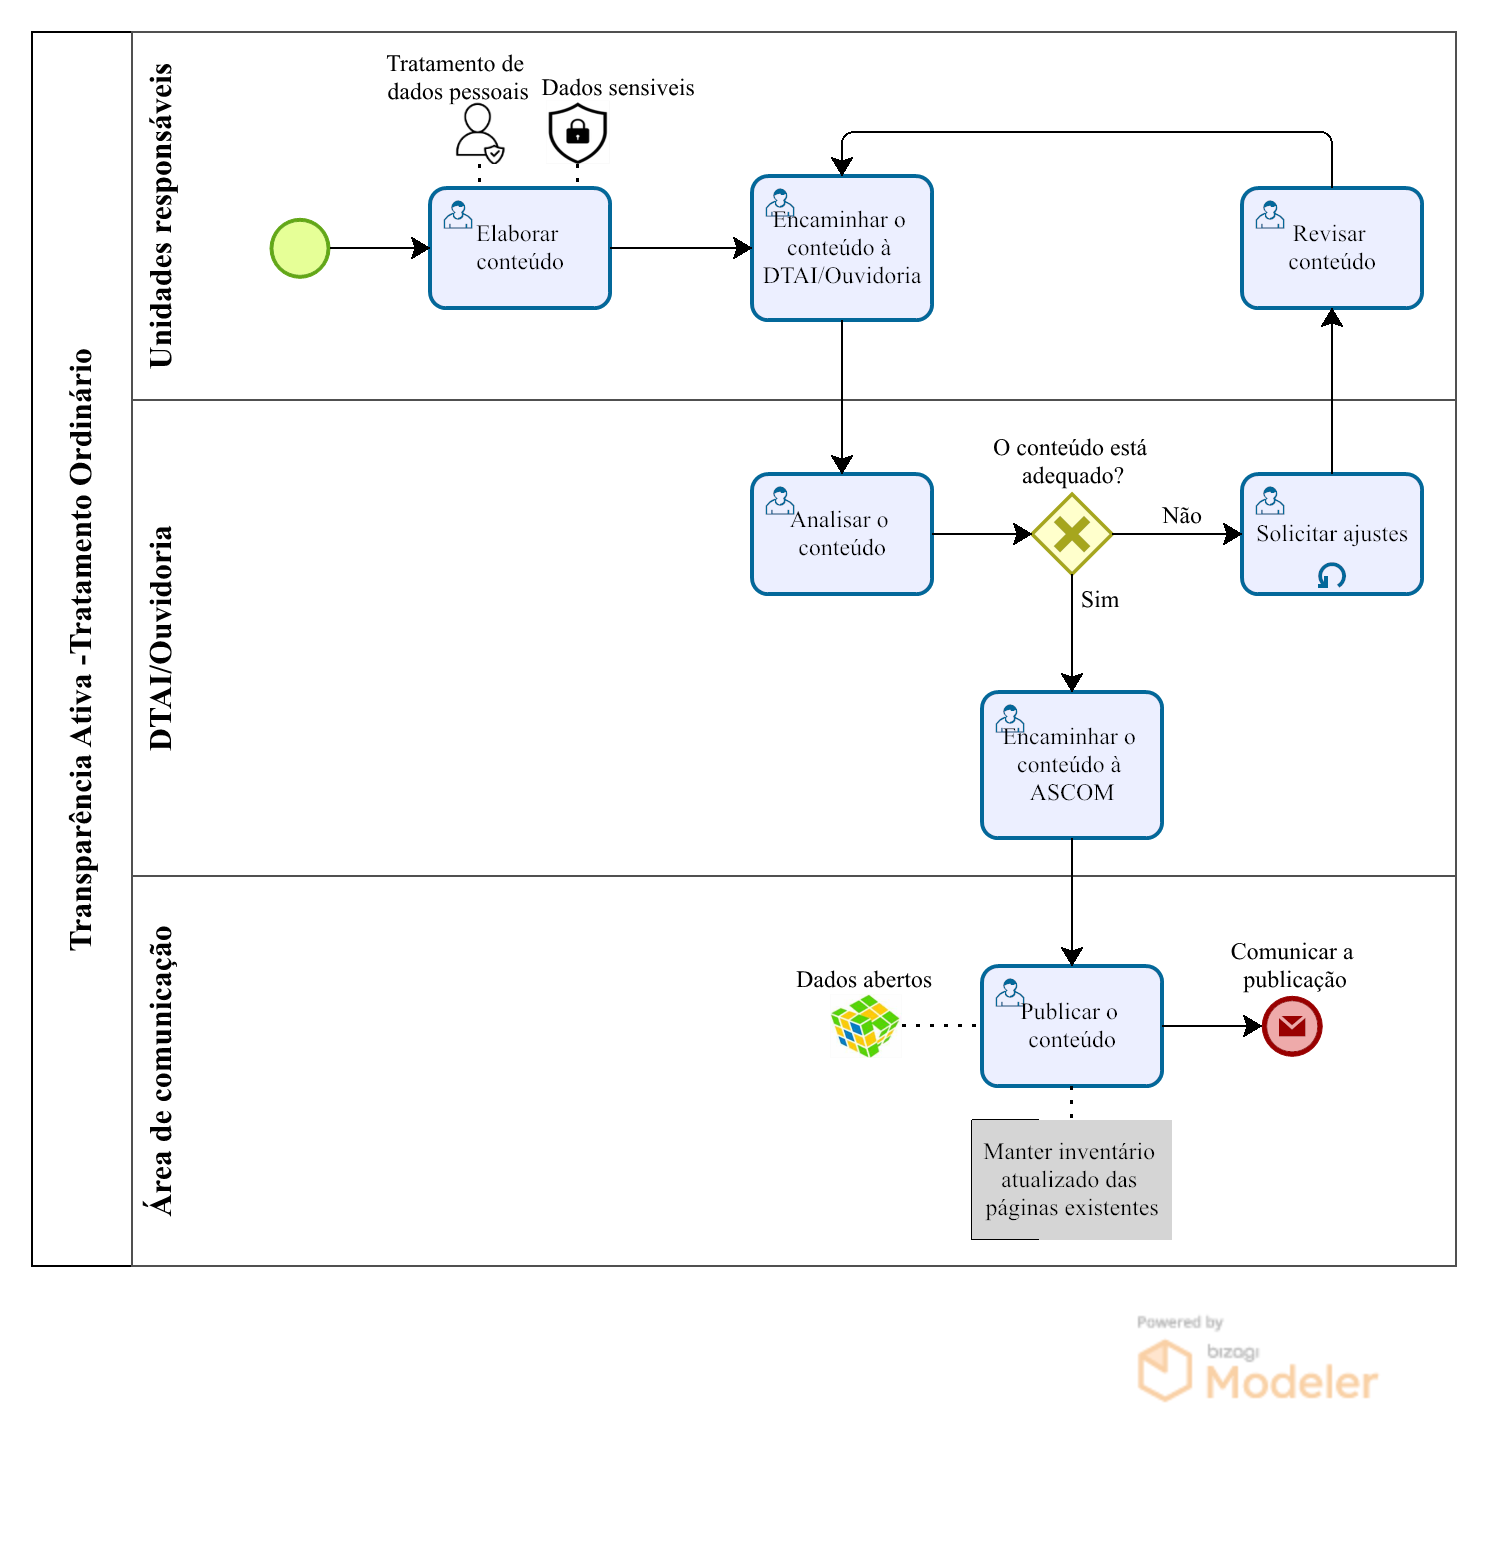 Transparência Ativa -Tratamento Ordinário
Unidades responsáveis
Tratamento de
dados pessoais
Dados sensiveis
Elaborar
conteúdo
Encaminhar o
conteúdo à
DTAI/Ouvidoria
Revisar
conteúdo
DTAI/Ouvidoria
Analisar o
conteúdo
O conteúdo está
adequado?
Não
Sim
Solicitar ajustes
Encaminhar o
conteúdo à
ASCOM
Área de comunicação
Dados abertos
Publicar o
conteúdo
Comunicar a
publicação
Manter inventário
atualizado das
páginas existentes
Powered by
bizagi
Modeler